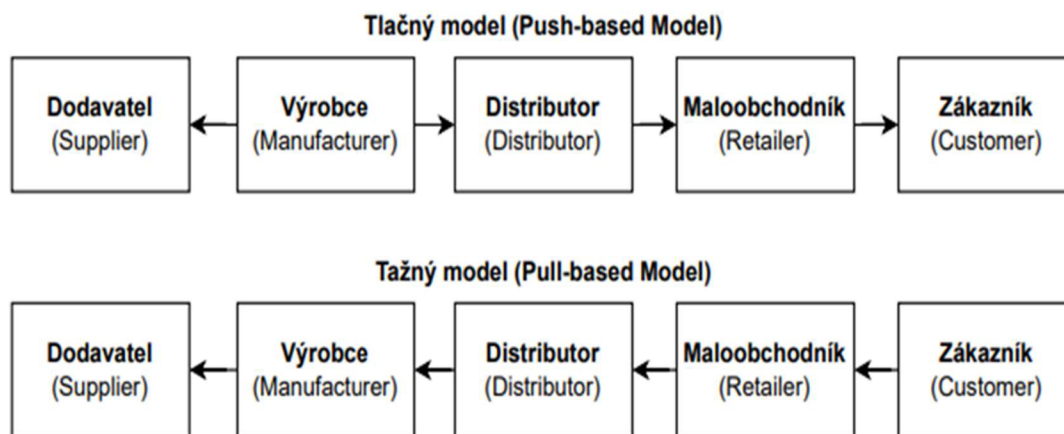 Tlačný model (Push-based Model)
Dodavatel
(Supplier)
Výrobce
(Manufacturer)
Distributor
(Distributor)
Maloobchodník
(Retailer)
Zákazník
(Customer)
Tažný model (Pull-based Model)
Dodavatel
(Supplier)
Výrobce
(Manufacturer)
Distributor
(Distributor)
Maloobchodník
(Retailer)
Zákazník
(Customer)